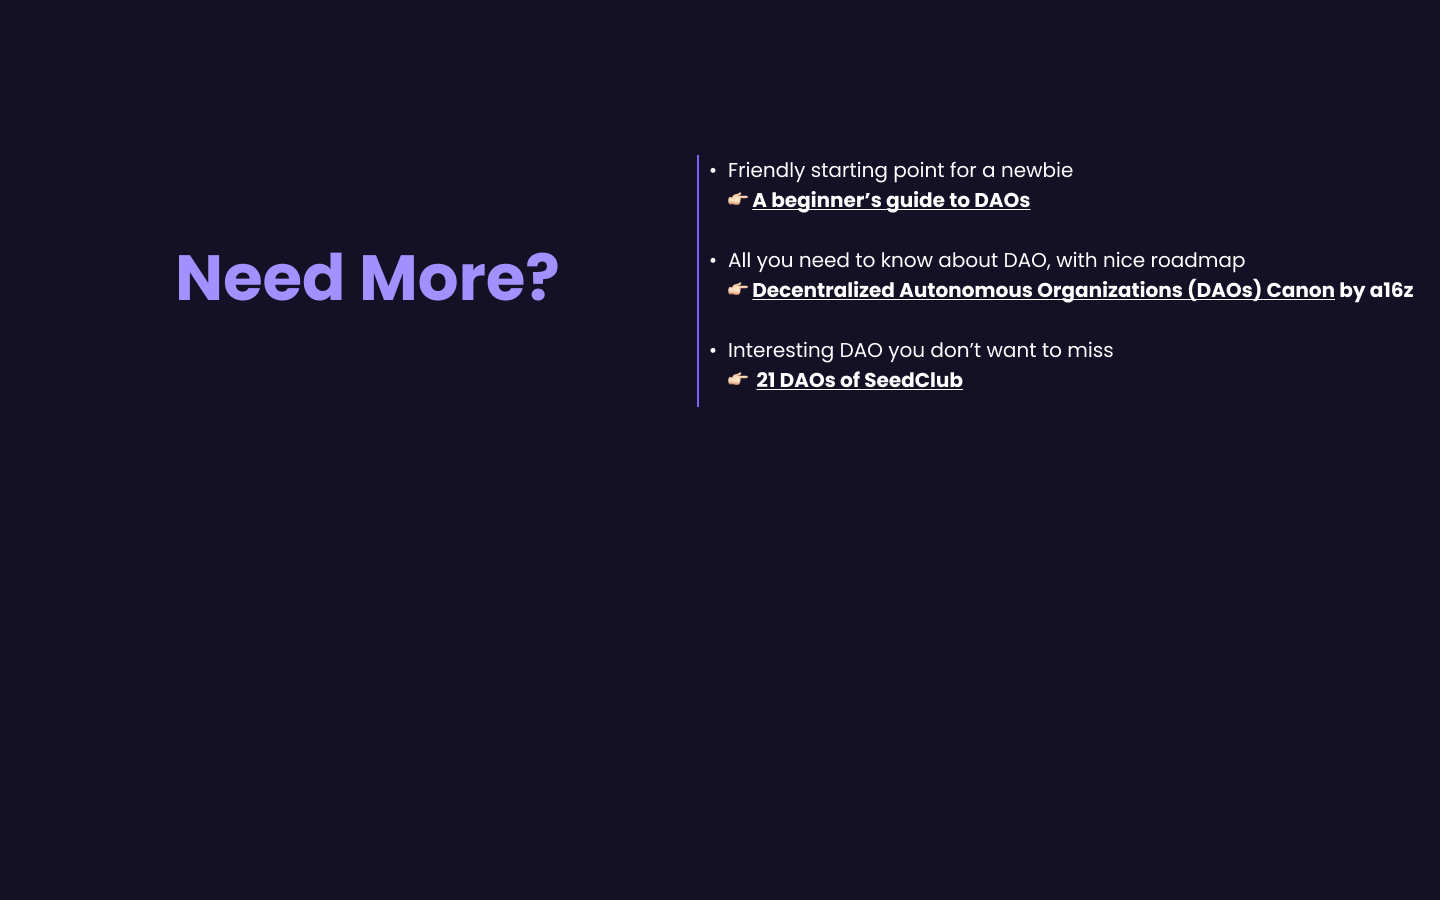 Need More?
• Friendly starting point for a newbie
👉🏻 A beginner’s guide to DAOs
• All you need to know about DAO, with nice roadmap
👉🏻 Decentralized Autonomous Organizations (DAOs) Canon by a16z
• Interesting DAO you don’t want to miss
👉🏻 21 DAOs of SeedClub